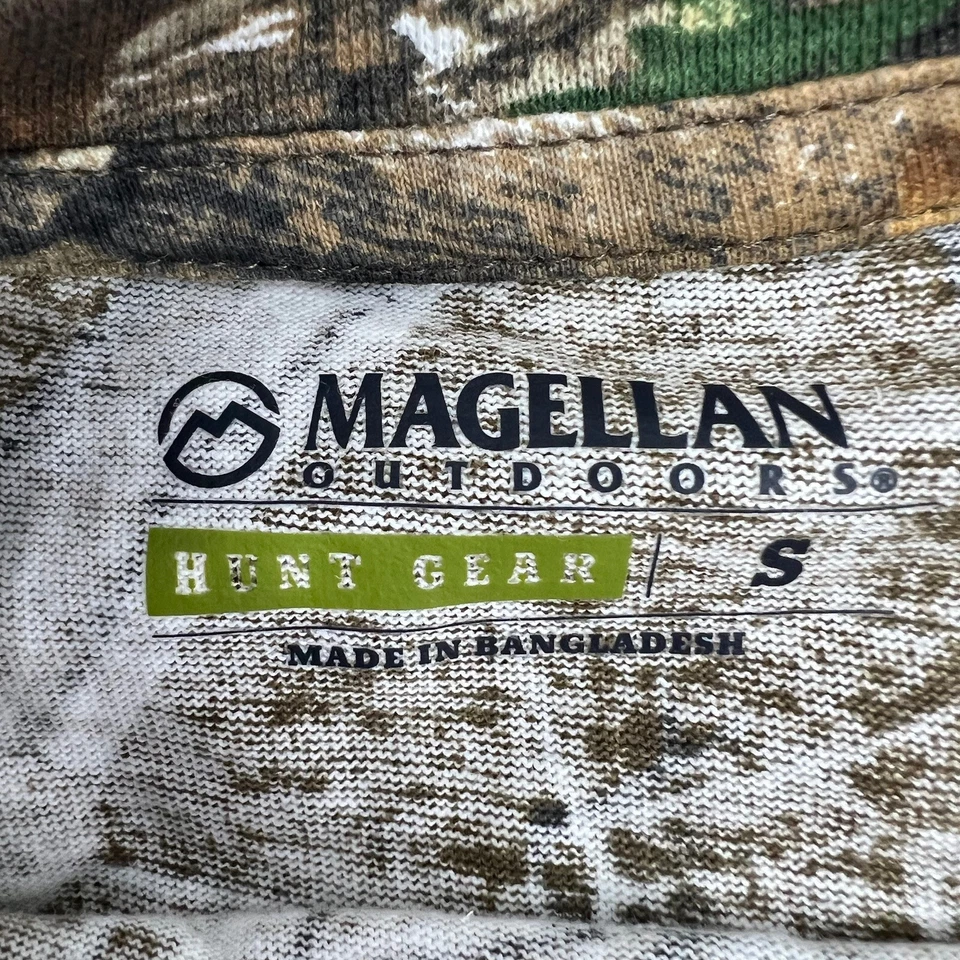 MAGELLAN
OUTDOORS®
HUNT GEAR | S
MADE IN BANGLADESH